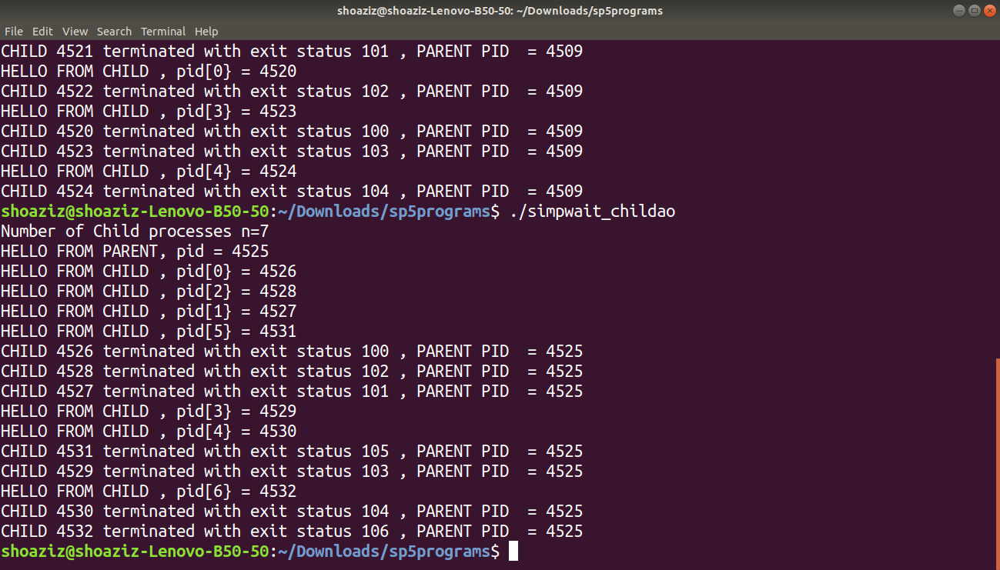 shoaziz@shoaziz-Lenovo-B50-50: ~/Downloads/sp5programs
File Edit View Search Terminal Help
CHILD 4521 terminated with exit status 101 , PARENT PID  = 4509
HELLO FROM CHILD , pid[0} = 4520
CHILD 4522 terminated with exit status 102 , PARENT PID  = 4509
HELLO FROM CHILD , pid[3} = 4523
CHILD 4520 terminated with exit status 100 , PARENT PID  = 4509
CHILD 4523 terminated with exit status 103 , PARENT PID  = 4509
HELLO FROM CHILD , pid[4} = 4524
CHILD 4524 terminated with exit status 104 , PARENT PID  = 4509
shoaziz@shoaziz-Lenovo-B50-50:~/Downloads/sp5programs$ ./simpwait_childao
Number of Child processes n=7
HELLO FROM PARENT, pid = 4525
HELLO FROM CHILD , pid[0} = 4526
HELLO FROM CHILD , pid[2} = 4528
HELLO FROM CHILD , pid[1} = 4527
HELLO FROM CHILD , pid[5} = 4531
CHILD 4526 terminated with exit status 100 , PARENT PID  = 4525
CHILD 4528 terminated with exit status 102 , PARENT PID  = 4525
CHILD 4527 terminated with exit status 101 , PARENT PID  = 4525
HELLO FROM CHILD , pid[3} = 4529
HELLO FROM CHILD , pid[4} = 4530
CHILD 4531 terminated with exit status 105 , PARENT PID  = 4525
CHILD 4529 terminated with exit status 103 , PARENT PID  = 4525
HELLO FROM CHILD , pid[6} = 4532
CHILD 4530 terminated with exit status 104 , PARENT PID  = 4525
CHILD 4532 terminated with exit status 106 , PARENT PID  = 4525
shoaziz@shoaziz-Lenovo-B50-50:~/Downloads/sp5programs$